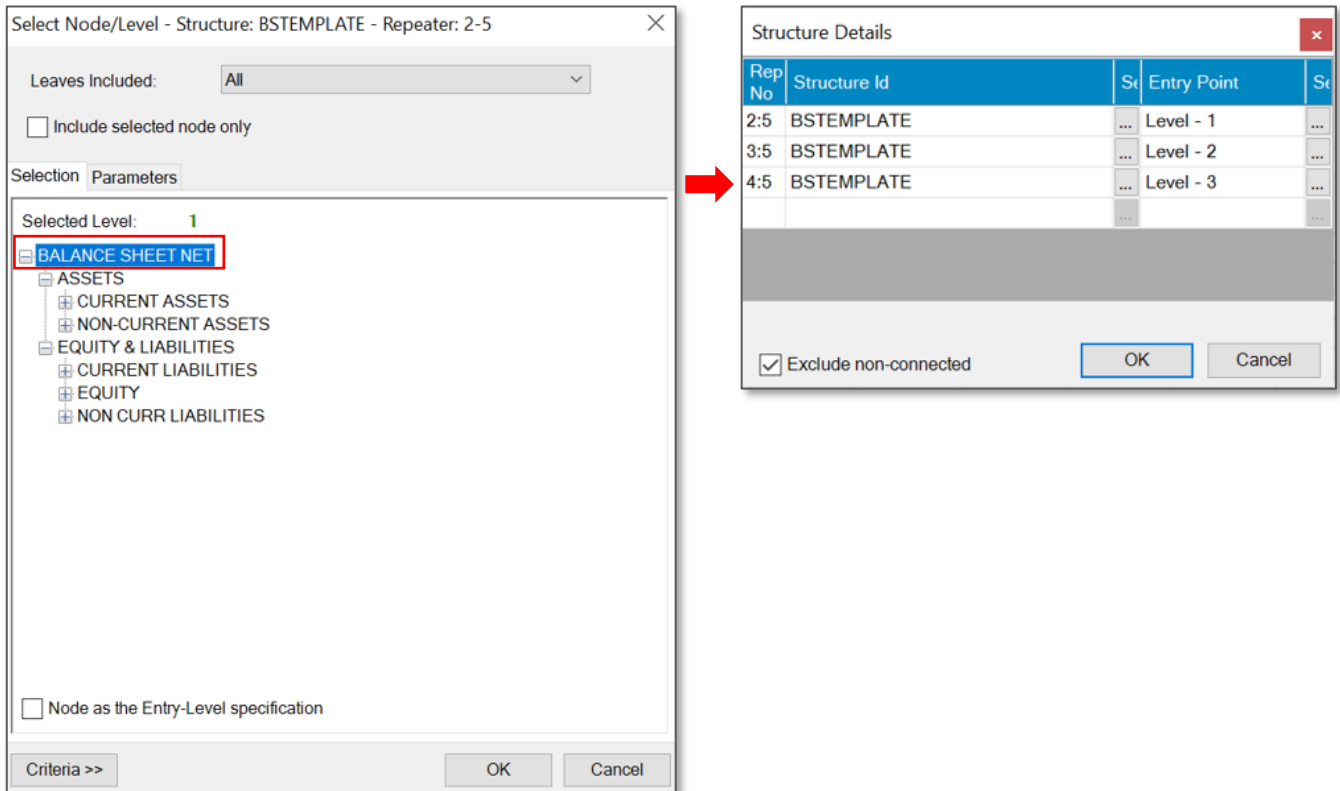 Select Node/Level - Structure: BSTEMPLATE - Repeater: 2-5
Leaves Included: All
Include selected node only
Selection Parameters
Selected Level: 1
BALANCE SHEET NET
ASSETS
CURRENT ASSETS
NON-CURRENT ASSETS
EQUITY & LIABILITIES
CURRENT LIABILITIES
EQUITY
NON CURR LIABILITIES
Node as the Entry-Level specification
Criteria >> OK Cancel
Structure Details
Rep No Structure Id Se Entry Point Se
2:5 BSTEMPLATE ... Level - 1 ...
3:5 BSTEMPLATE ... Level - 2 ...
4:5 BSTEMPLATE ... Level - 3 ...
... ...
Exclude non-connected OK Cancel